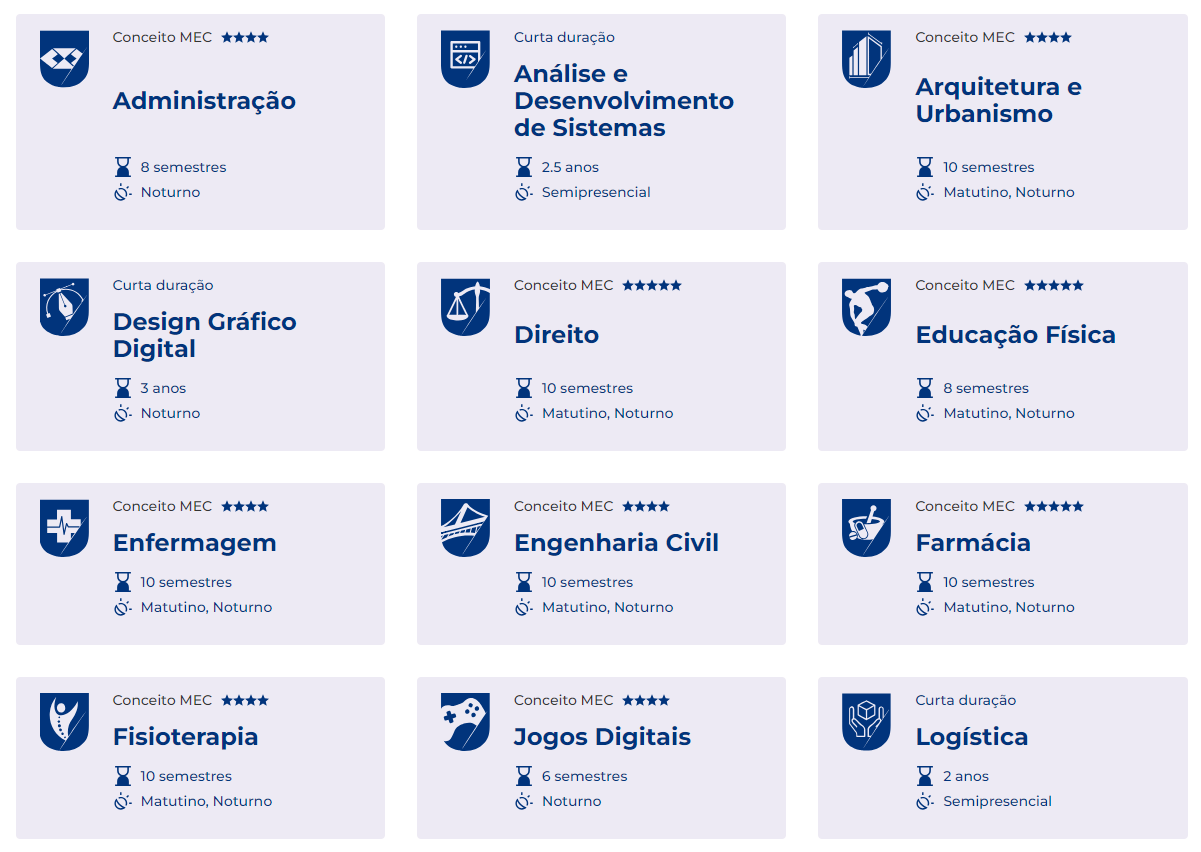 Conceito MEC ★★★★
Administração
8 semestres
Noturno
Curta duração
Análise e
Desenvolvimento
de Sistemas
2.5 anos
Semipresencial
Conceito MEC ★★★★
Arquitetura e
Urbanismo
10 semestres
Matutino, Noturno
Curta duração
Design Gráfico
Digital
3 anos
Noturno
Conceito MEC ★★★★★
Direito
10 semestres
Matutino, Noturno
Conceito MEC ★★★★★
Educação Física
8 semestres
Matutino, Noturno
Conceito MEC ★★★★
Enfermagem
10 semestres
Matutino, Noturno
Conceito MEC ★★★★
Engenharia Civil
10 semestres
Matutino, Noturno
Conceito MEC ★★★★★
Farmácia
10 semestres
Matutino, Noturno
Conceito MEC ★★★★
Fisioterapia
10 semestres
Matutino, Noturno
Conceito MEC ★★★★
Jogos Digitais
6 semestres
Noturno
Curta duração
Logística
2 anos
Semipresencial